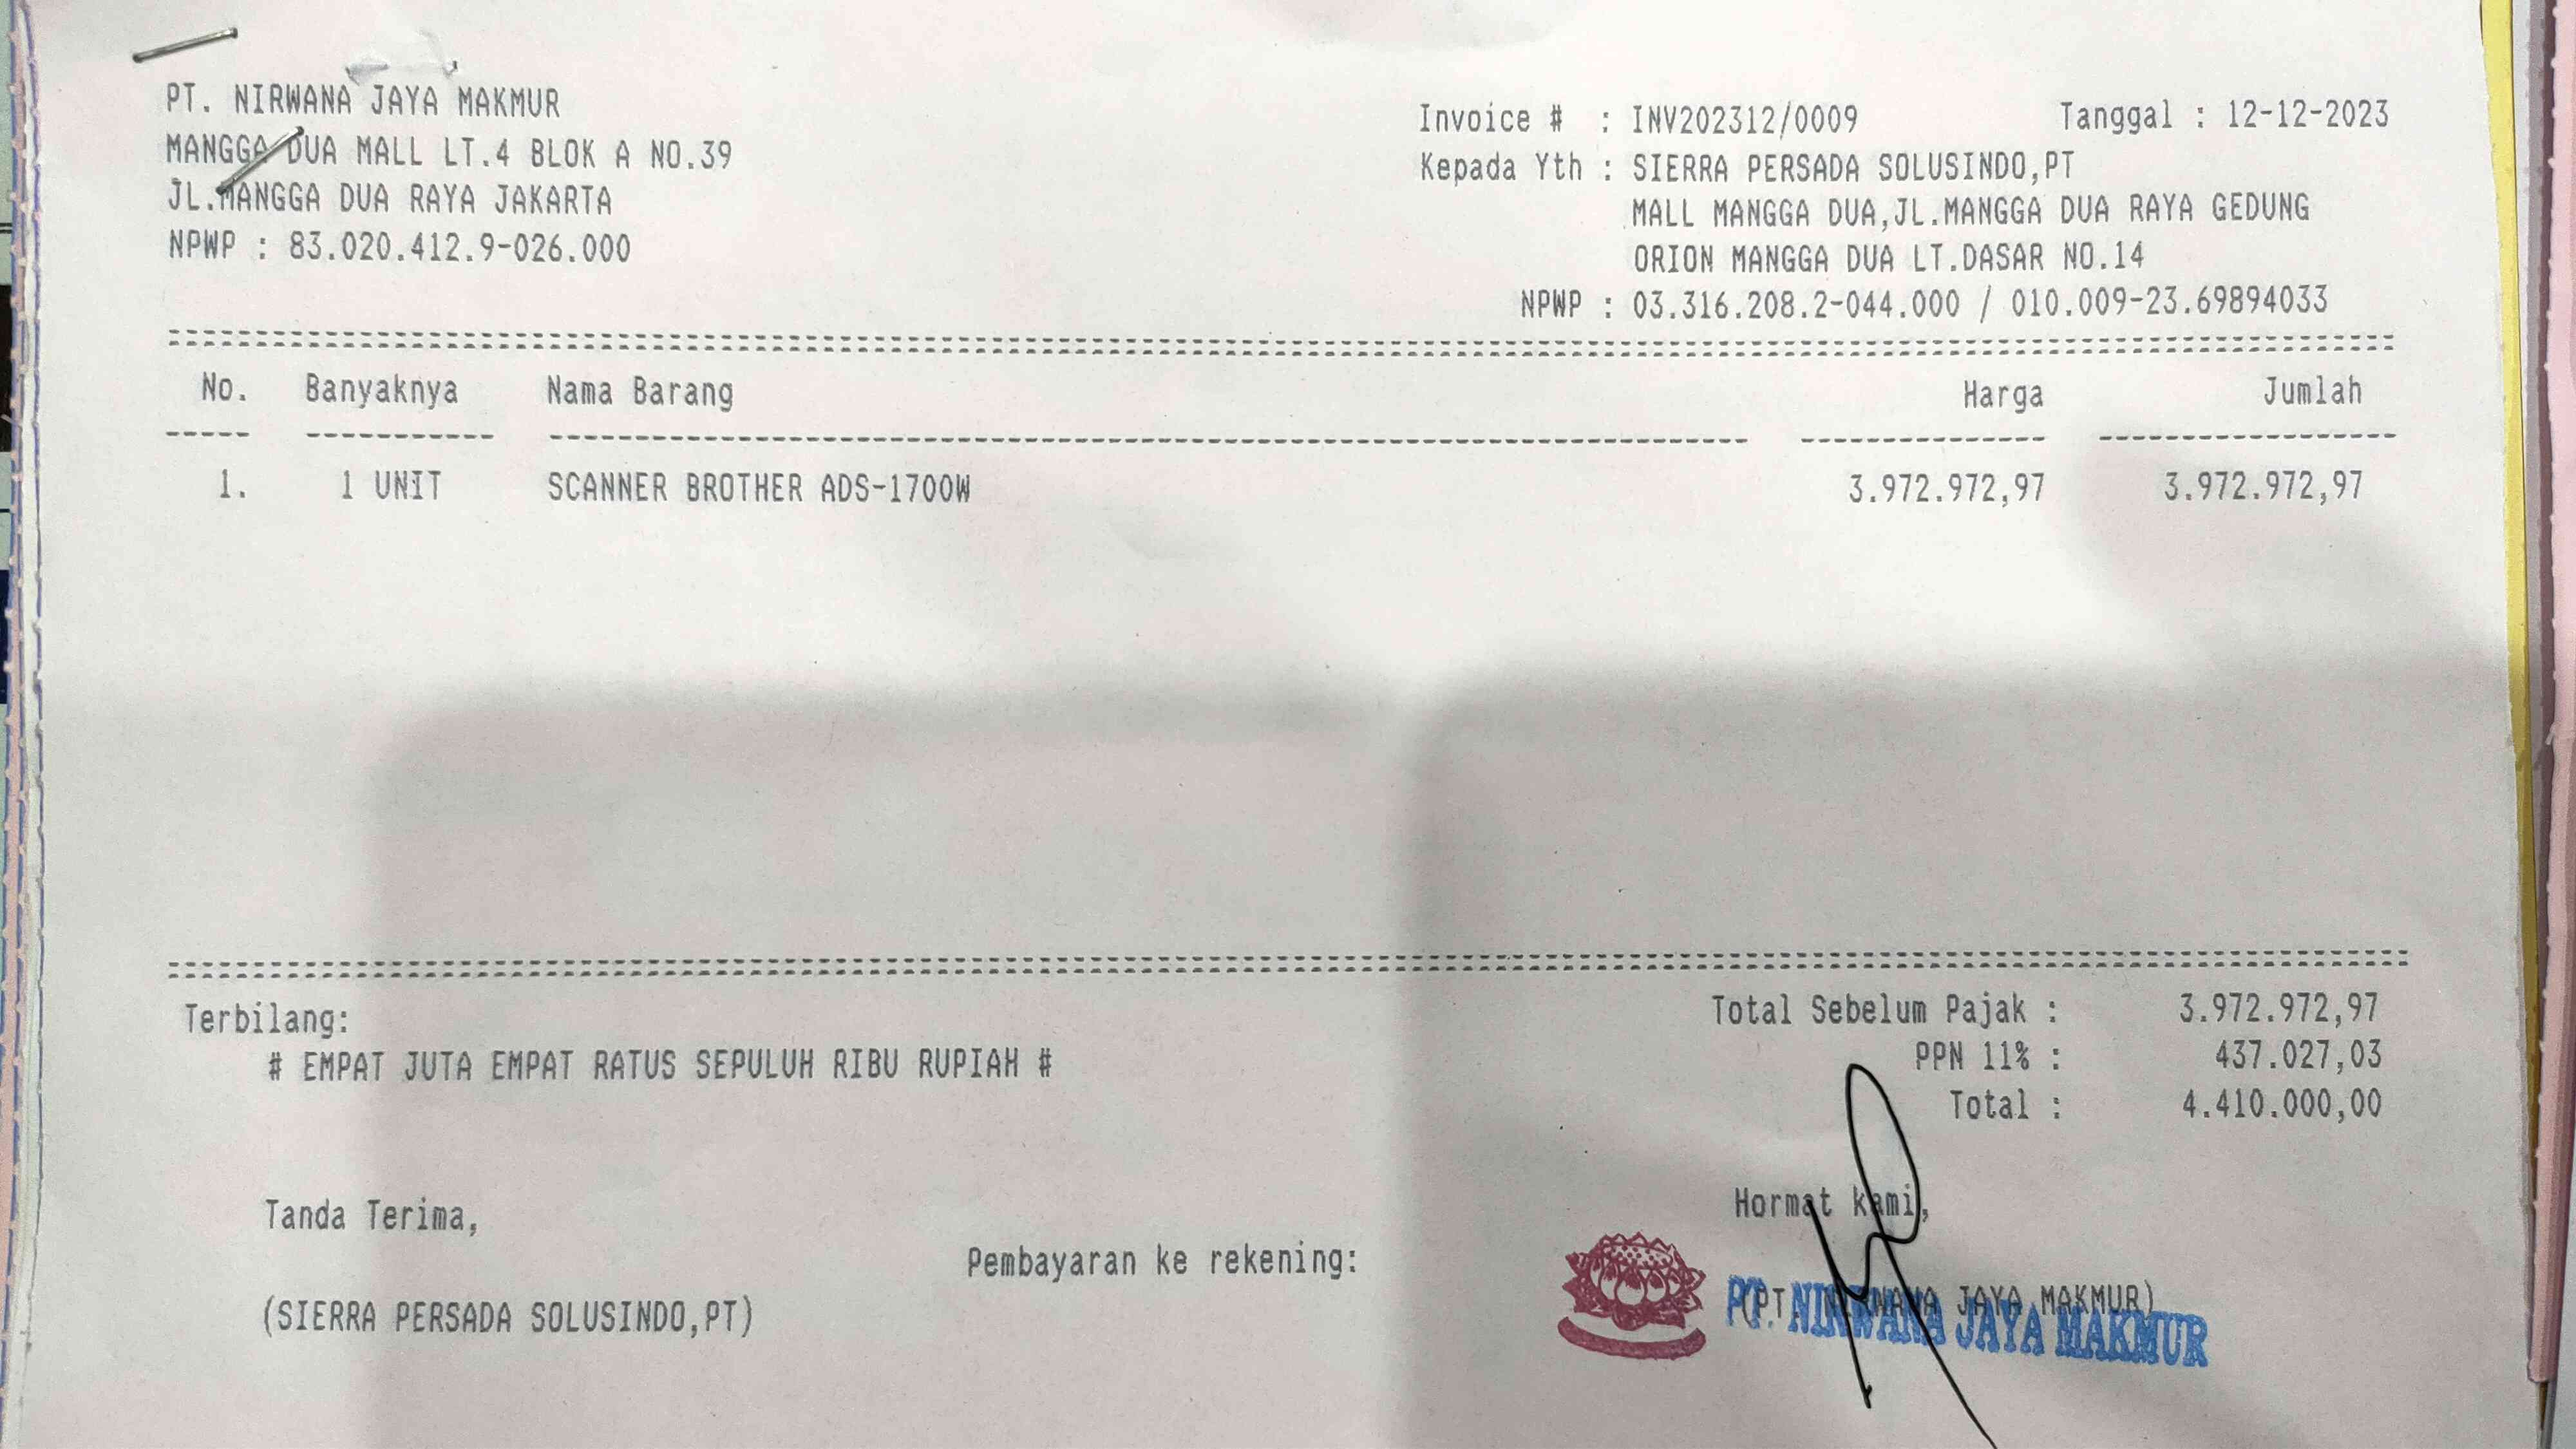 PT. NIRWANA JAYA MAKMUR
MANGGA DUA MALL LT.4 BLOK A NO.39
JL.MANGGA DUA RAYA JAKARTA
NPWP : 83.020.412.9-026.000
Invoice # : INV202312/0009 Tanggal : 12-12-2023
Kepada Yth : SIERRA PERSADA SOLUSINDO,PT
MALL MANGGA DUA,JL.MANGGA DUA RAYA GEDUNG
ORION MANGGA DUA LT.DASAR NO.14
NPWP : 03.316.208.2-044.000 / 010.009-23.69894033
No. Banyaknya Nama Barang Harga Jumlah
1. 1 UNIT SCANNER BROTHER ADS-1700W 3.972.972,97 3.972.972,97
Terbilang:
# EMPAT JUTA EMPAT RATUS SEPULUH RIBU RUPIAH #
Total Sebelum Pajak : 3.972.972,97
PPN 11% : 437.027,03
Total : 4.410.000,00
Tanda Terima,
(SIERRA PERSADA SOLUSINDO,PT)
Pembayaran ke rekening:
Hormat kami,
(PT. NIRWANA JAYA MAKMUR)
PT. NIRWANA JAYA MAKMUR